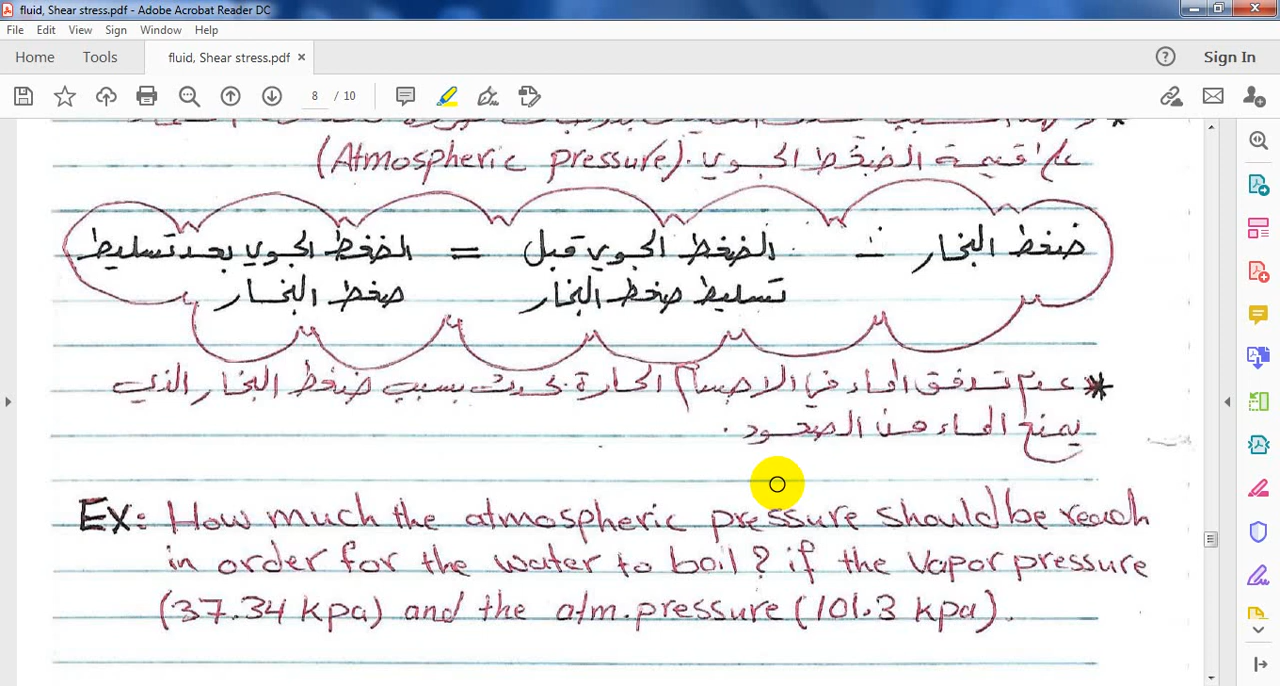 fluid, Shear stress.pdf - Adobe Acrobat Reader DC
File Edit View Sign Window Help
Home Tools fluid, Shear stress.pdf × Sign In
8 / 10
على قيمة الضغط الجوي. (Atmospheric pressure)
ضغط البخار - الضغط الجوي قبل = الضغط الجوي بعد تسليط
تسليط ضغط البخار ضغط البخار
* عدم تدفق الماء في الاجسام الحارة يحدث بسبب ضغط البخار الذي
يمنع الماء من الصعود.
Ex: How much the atmospheric pressure should be reach
in order for the water to boil? if the Vapor pressure
(37.34 kpa) and the atm.pressure (101.3 kpa).